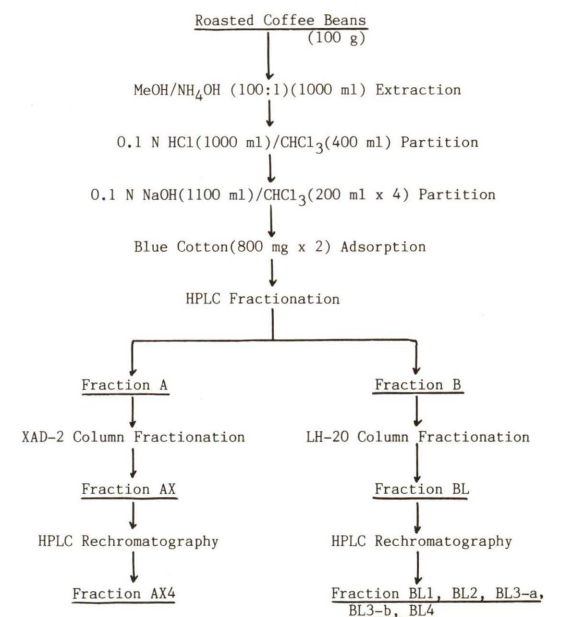 Roasted Coffee Beans
(100 g)
MeOH/NH4OH (100:1)(1000 ml) Extraction
0.1 N HCl(1000 ml)/CHCl3(400 ml) Partition
0.1 N NaOH(1100 ml)/CHCl3(200 ml x 4) Partition
Blue Cotton(800 mg x 2) Adsorption
HPLC Fractionation
Fraction A
Fraction B
XAD-2 Column Fractionation
LH-20 Column Fractionation
Fraction AX
Fraction BL
HPLC Rechromatography
HPLC Rechromatography
Fraction AX4
Fraction BL1, BL2, BL3-a,
BL3-b, BL4